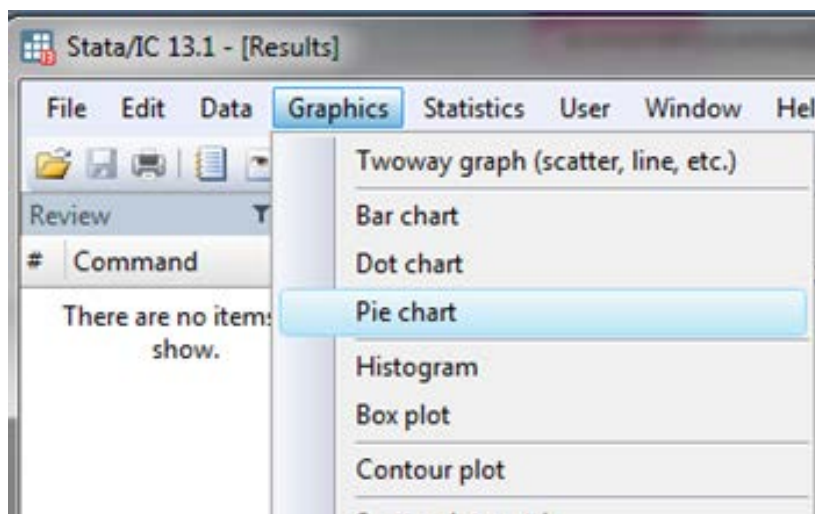 Stata/IC 13.1 - [Results]
File Edit Data Graphics Statistics User Window Hel
Review
# Command
There are no items
show.
Twoway graph (scatter, line, etc.)
Bar chart
Dot chart
Pie chart
Histogram
Box plot
Contour plot